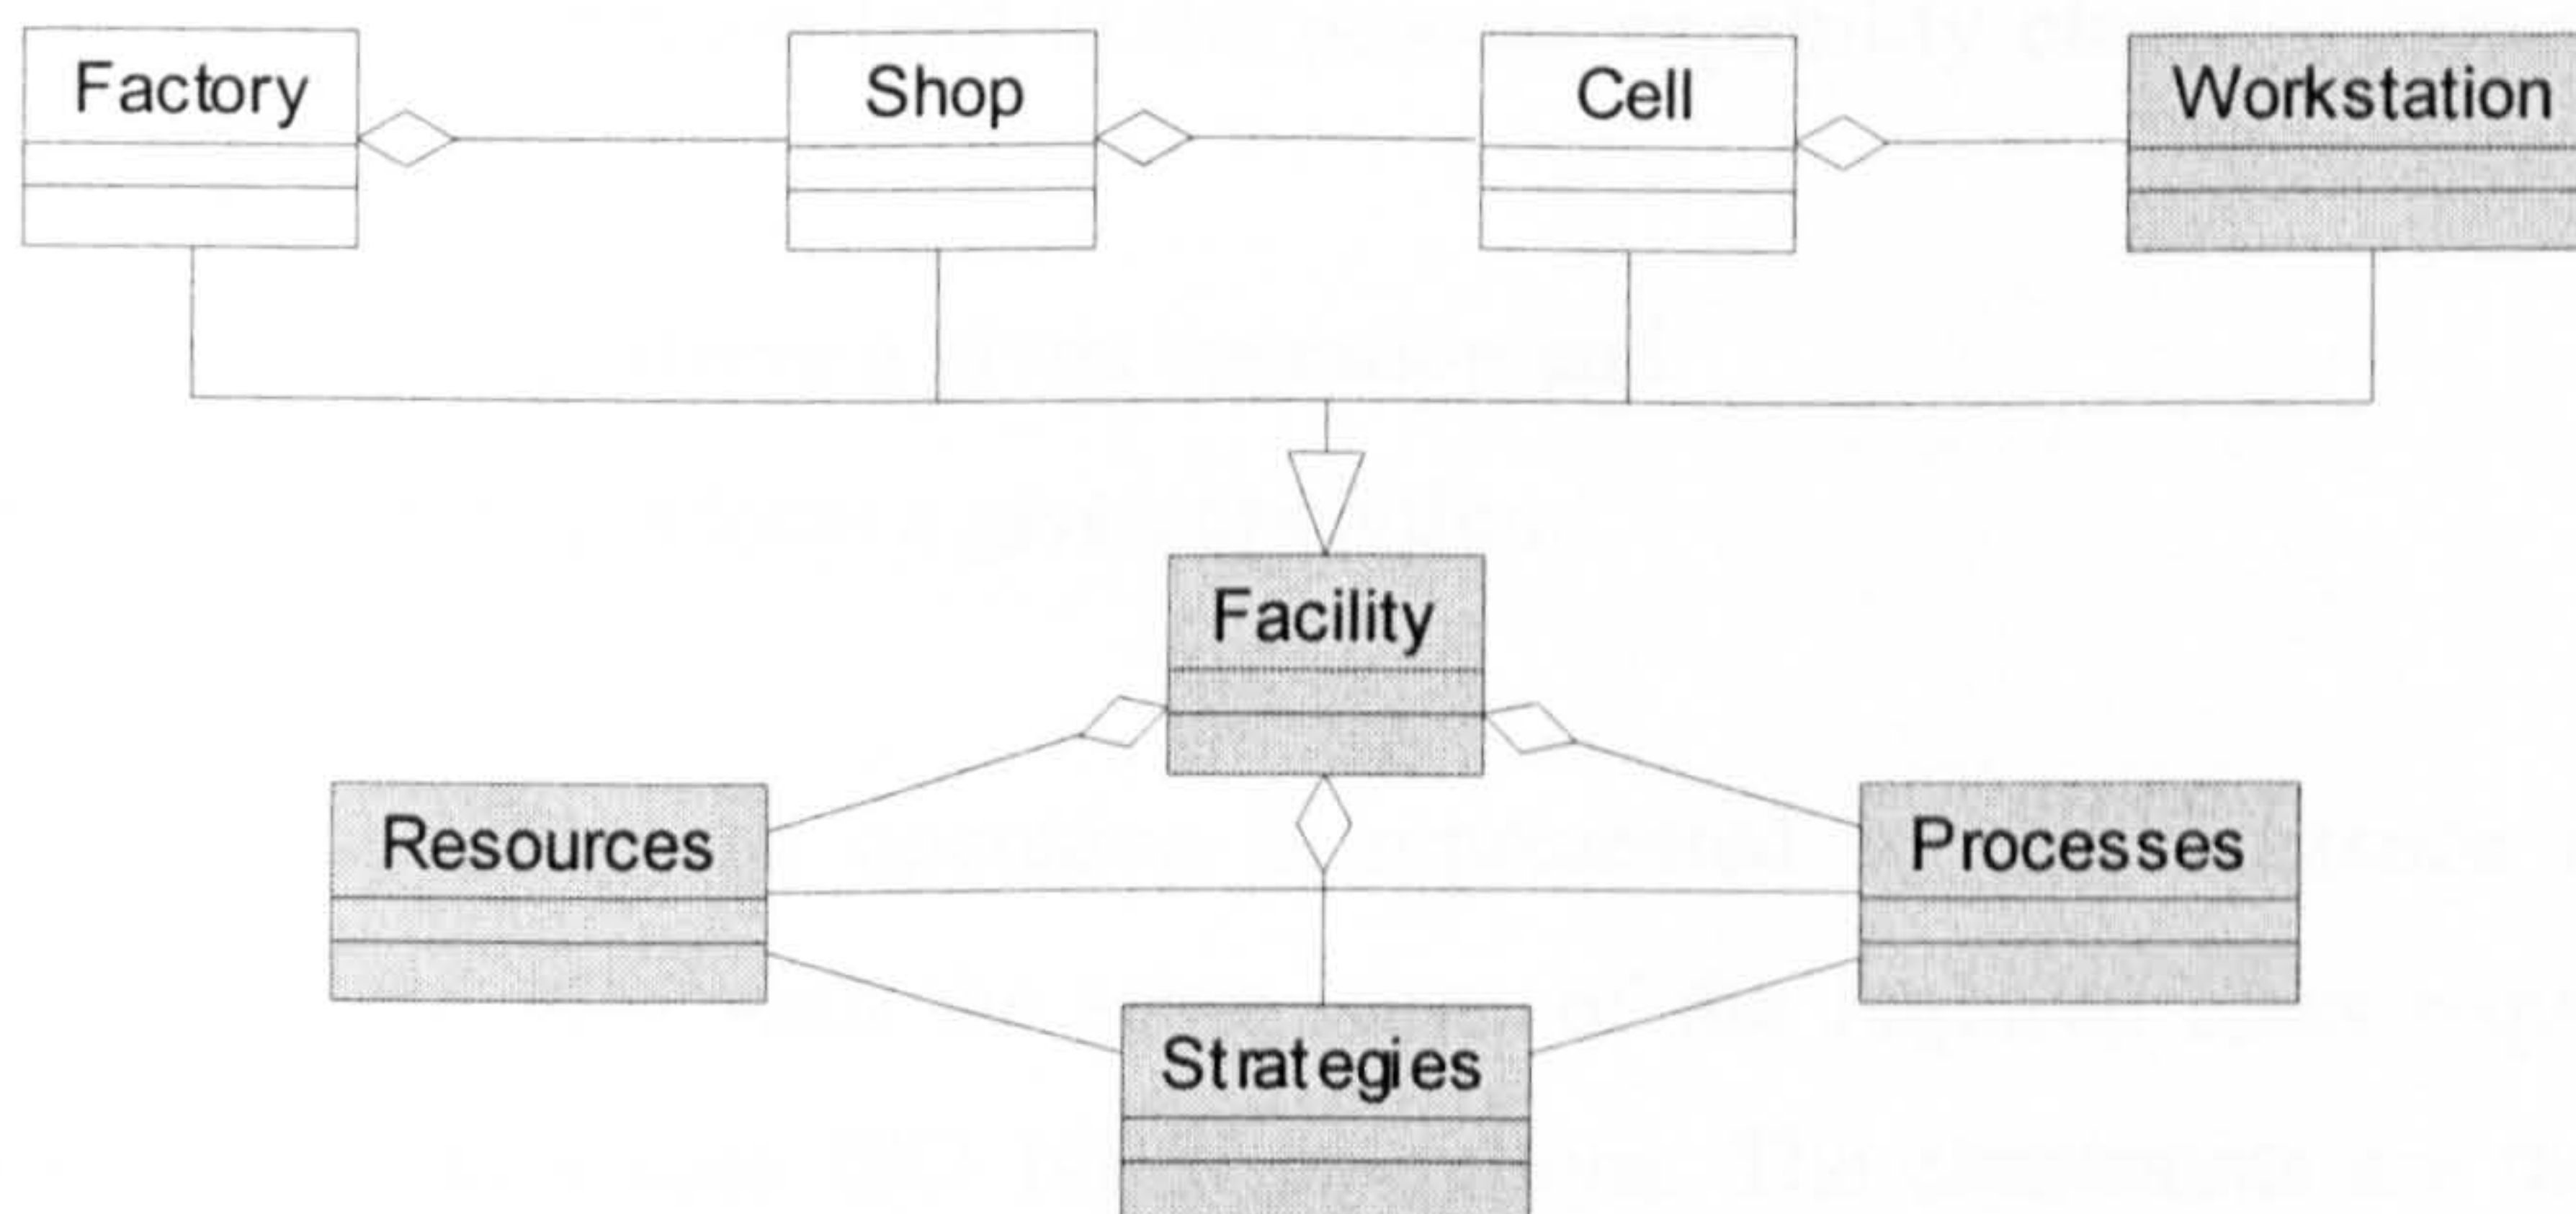 Factory
Shop
Cell
Workstation
Facility
Resources
Processes
Strategies